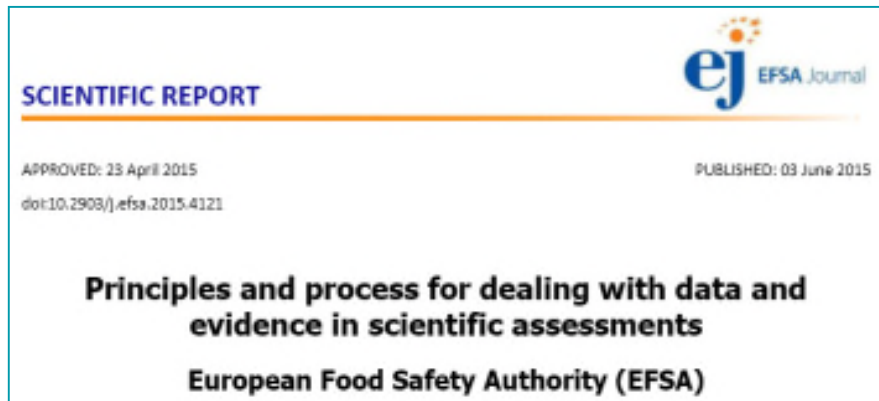 ej EFSA Journal
SCIENTIFIC REPORT
APPROVED: 23 April 2015
PUBLISHED: 03 June 2015
doi:10.2903/j.efsa.2015.4121
Principles and process for dealing with data and
evidence in scientific assessments
European Food Safety Authority (EFSA)